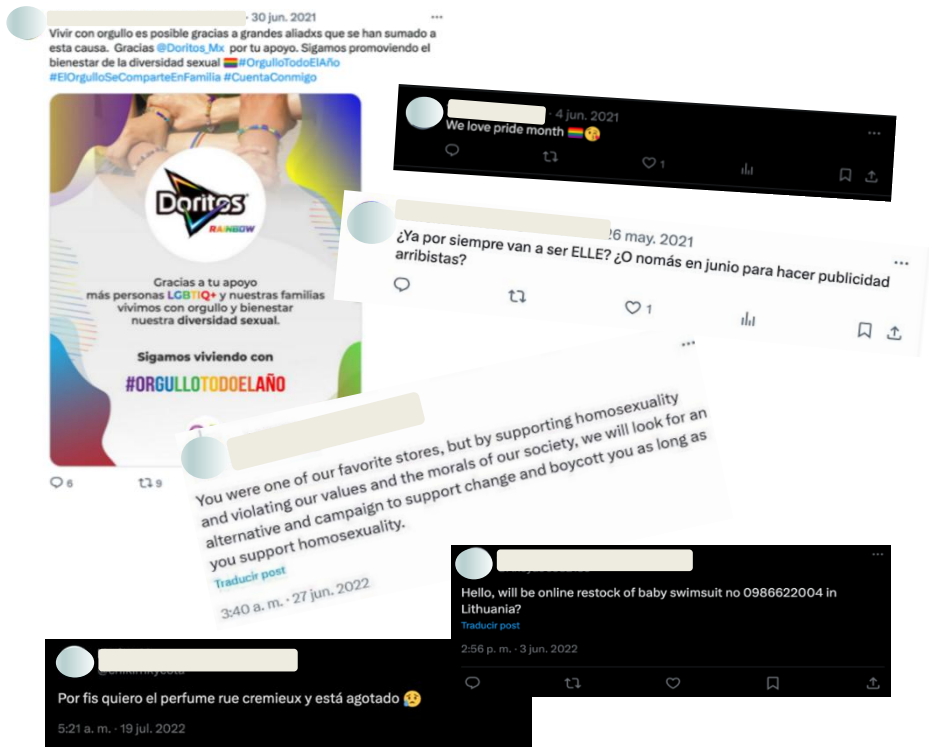 · 30 jun. 2021
Vivir con orgullo es posible gracias a grandes aliadxs que se han sumado a
esta causa. Gracias @Doritos_Mx por tu apoyo. Sigamos promoviendo el
bienestar de la diversidad sexual 🏳️‍🌈#OrgulloTodoElAño
#ElOrgulloSeComparteEnFamilia #CuentaConmigo
Doritos
RAINBOW
Gracias a tu apoyo
más personas LGBTIQ+ y nuestras familias
vivimos con orgullo y bienestar
nuestra diversidad sexual.
Sigamos viviendo con
#ORGULLOTODOELAÑO
6 9
· 4 jun. 2021
We love pride month 🏳️‍🌈😘
1
26 may. 2021
¿Ya por siempre van a ser ELLE? ¿O nomás en junio para hacer publicidad
arribistas?
1
You were one of our favorite stores, but by supporting homosexuality
and violating our values and the morals of our society, we will look for an
alternative and campaign to support change and boycott you as long as
you support homosexuality.
Traducir post
3:40 a. m. · 27 jun. 2022
Hello, will be online restock of baby swimsuit no 0986622004 in
Lithuania?
Traducir post
2:56 p. m. · 3 jun. 2022
Por fis quiero el perfume rue cremieux y está agotado 😢
5:21 a. m. · 19 jul. 2022